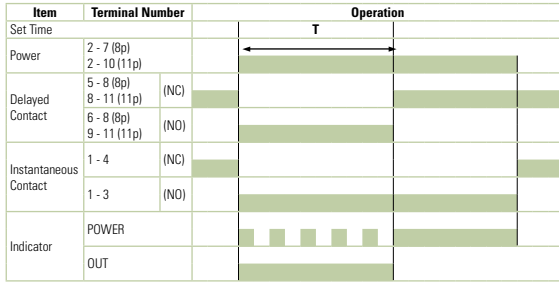 Item Terminal Number Operation
Set Time T
Power 2 - 7 (8p)
2 - 10 (11p)
Delayed Contact 5 - 8 (8p)
8 - 11 (11p) (NC)
6 - 8 (8p)
9 - 11 (11p) (NO)
Instantaneous Contact 1 - 4 (NC)
1 - 3 (NO)
Indicator POWER
OUT